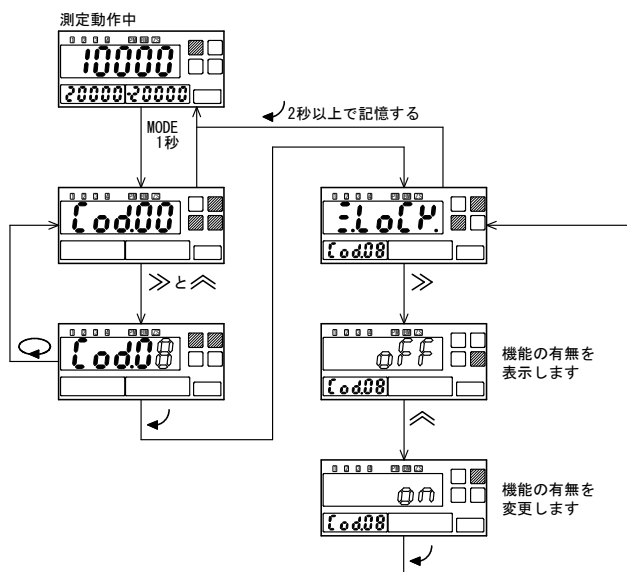 測定動作中
10000
20000 -20000
MODE
1秒
2秒以上で記憶する
Cod.00
≫と︽
Cod.08
Cod.08
≫
oFF
Cod.08
機能の有無を
表示します
︽
on
Cod.08
機能の有無を
変更します